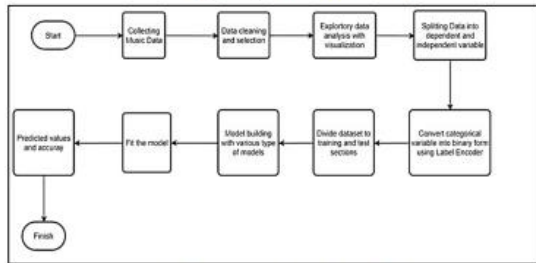 Start
Collecting
Music Data
Data cleaning
and selection
Explortory data
analysis with
visualization
Splitting Data into
dependent and
independent variable
Convert categorical
variable into binary form
using Label Encoder
Divide dataset to
training and test
sections
Model building
with various type
of models
Fit the model
Predicted values
and accuray
Finish